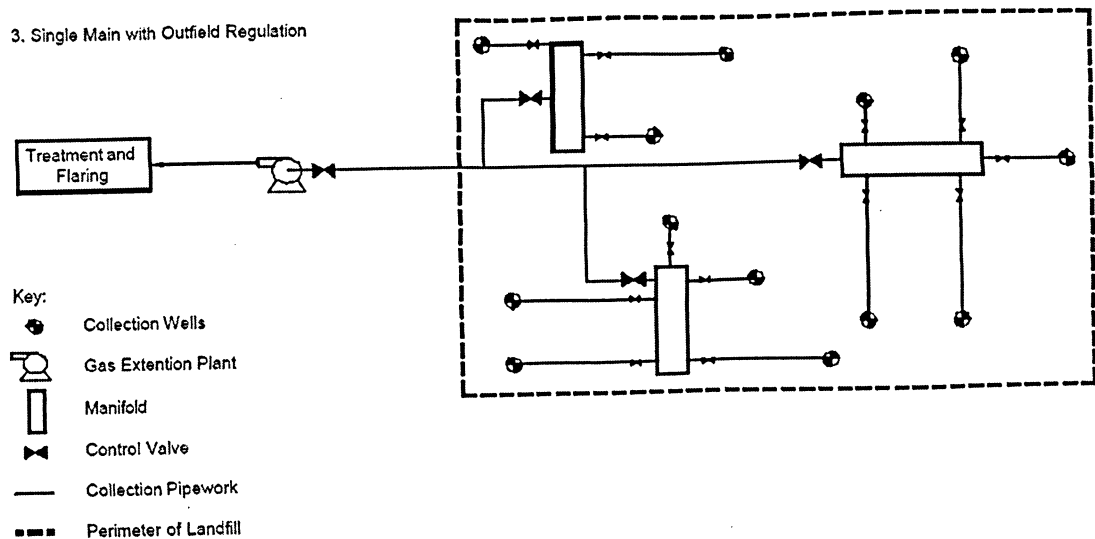 3. Single Main with Outfield Regulation
Treatment and
Flaring
Key:
Collection Wells
Gas Extention Plant
Manifold
Control Valve
Collection Pipework
Perimeter of Landfill